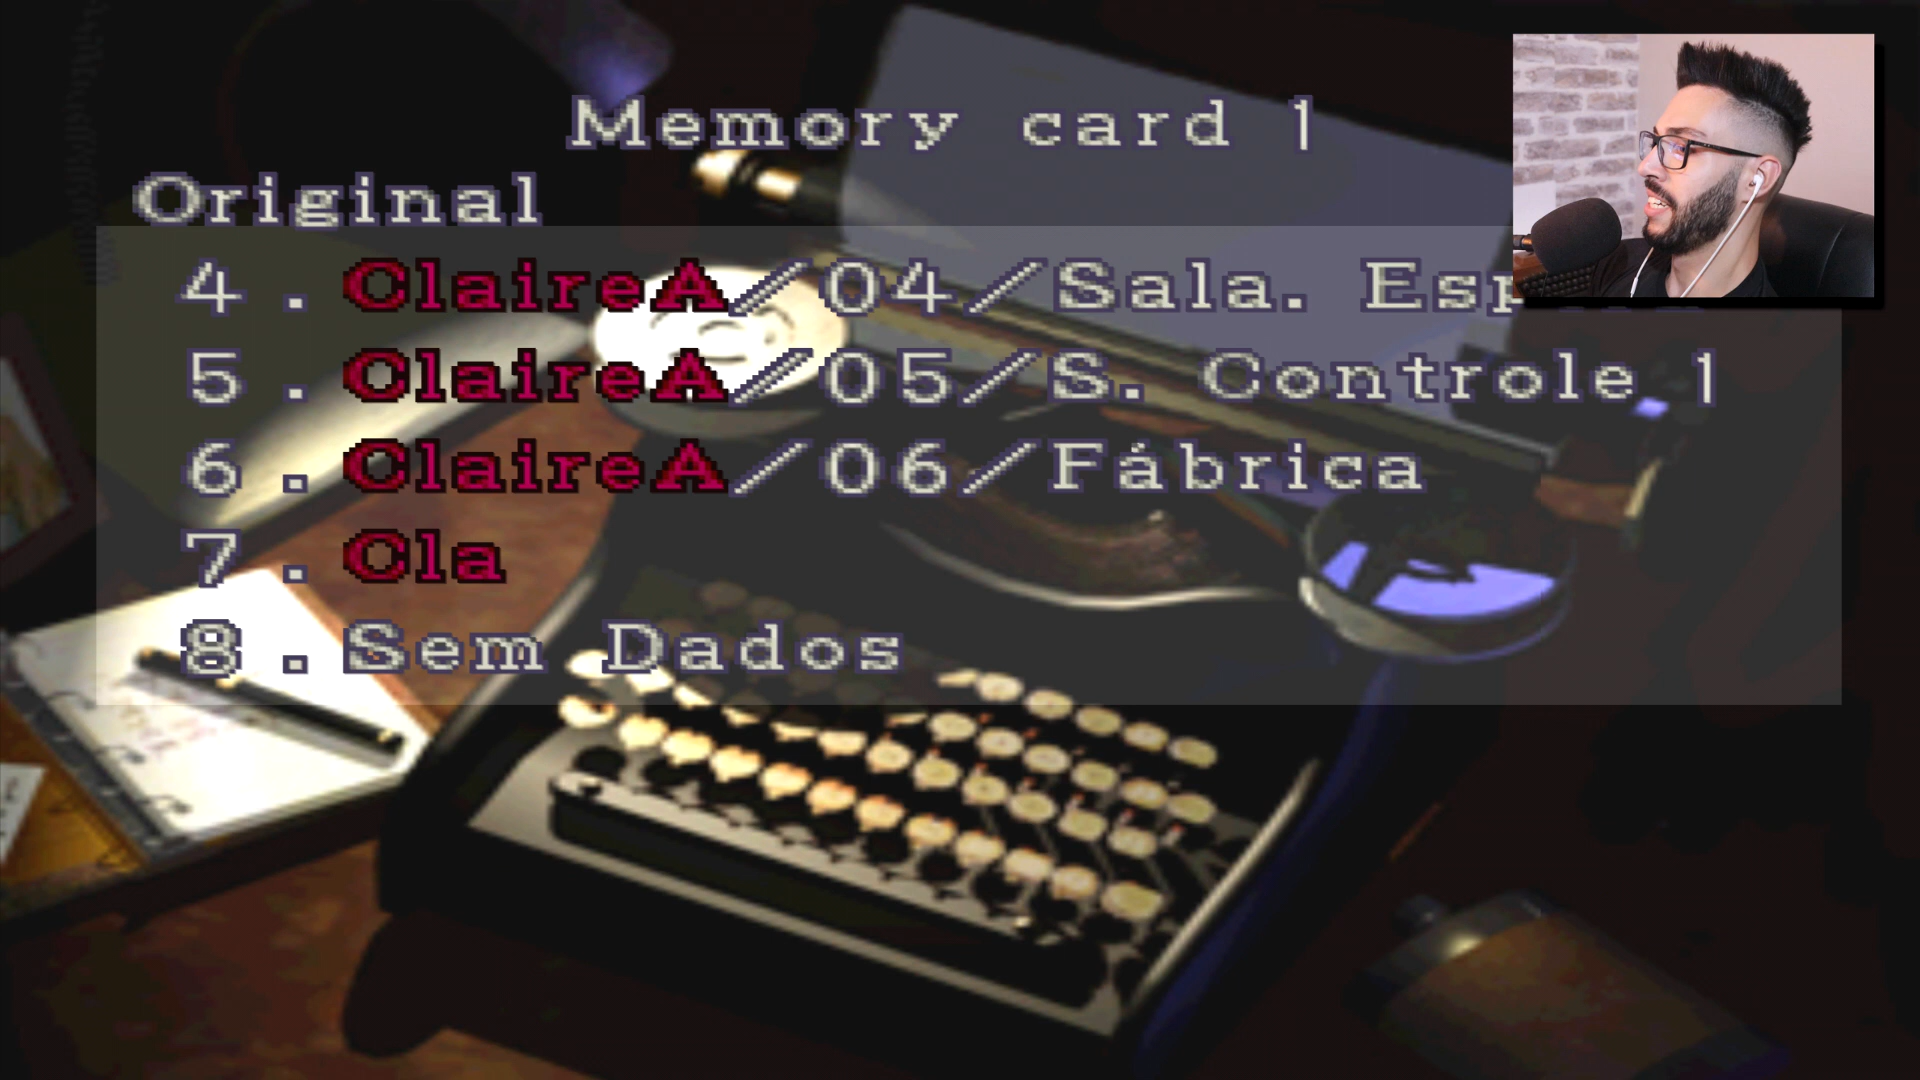 Memory card 1
Original
4. ClaireA/04/Sala. Esp
5. ClaireA/05/S. Controle 1
6. ClaireA/06/Fábrica
7. Cla
8. Sem Dados